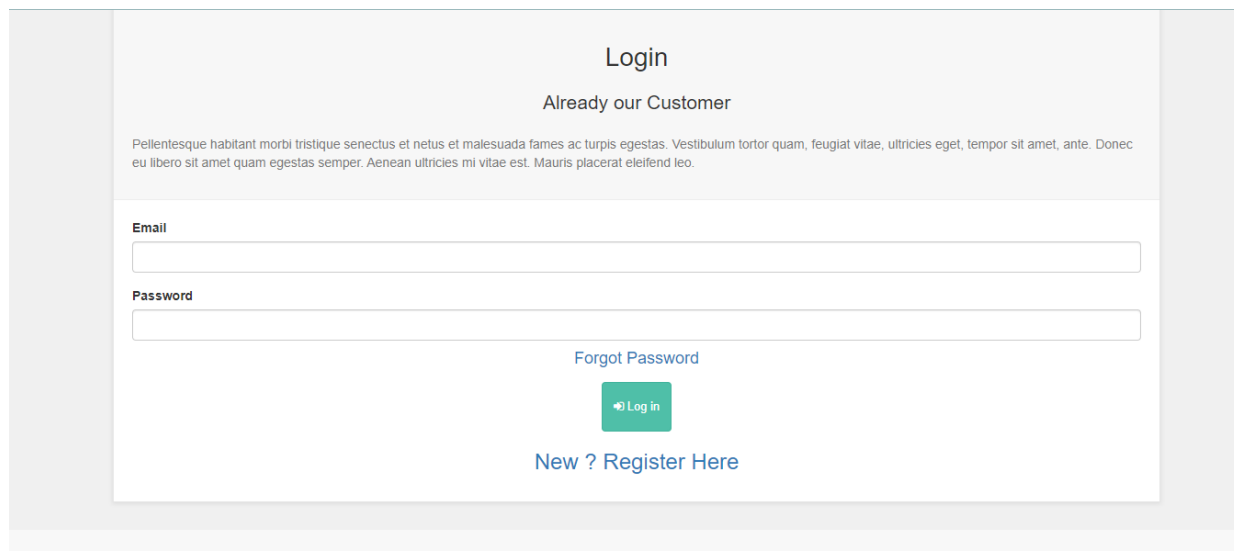 Login
Already our Customer
Pellentesque habitant morbi tristique senectus et netus et malesuada fames ac turpis egestas. Vestibulum tortor quam, feugiat vitae, ultricies eget, tempor sit amet, ante. Donec
eu libero sit amet quam egestas semper. Aenean ultricies mi vitae est. Mauris placerat eleifend leo.
Email
Password
Forgot Password
Log in
New ? Register Here